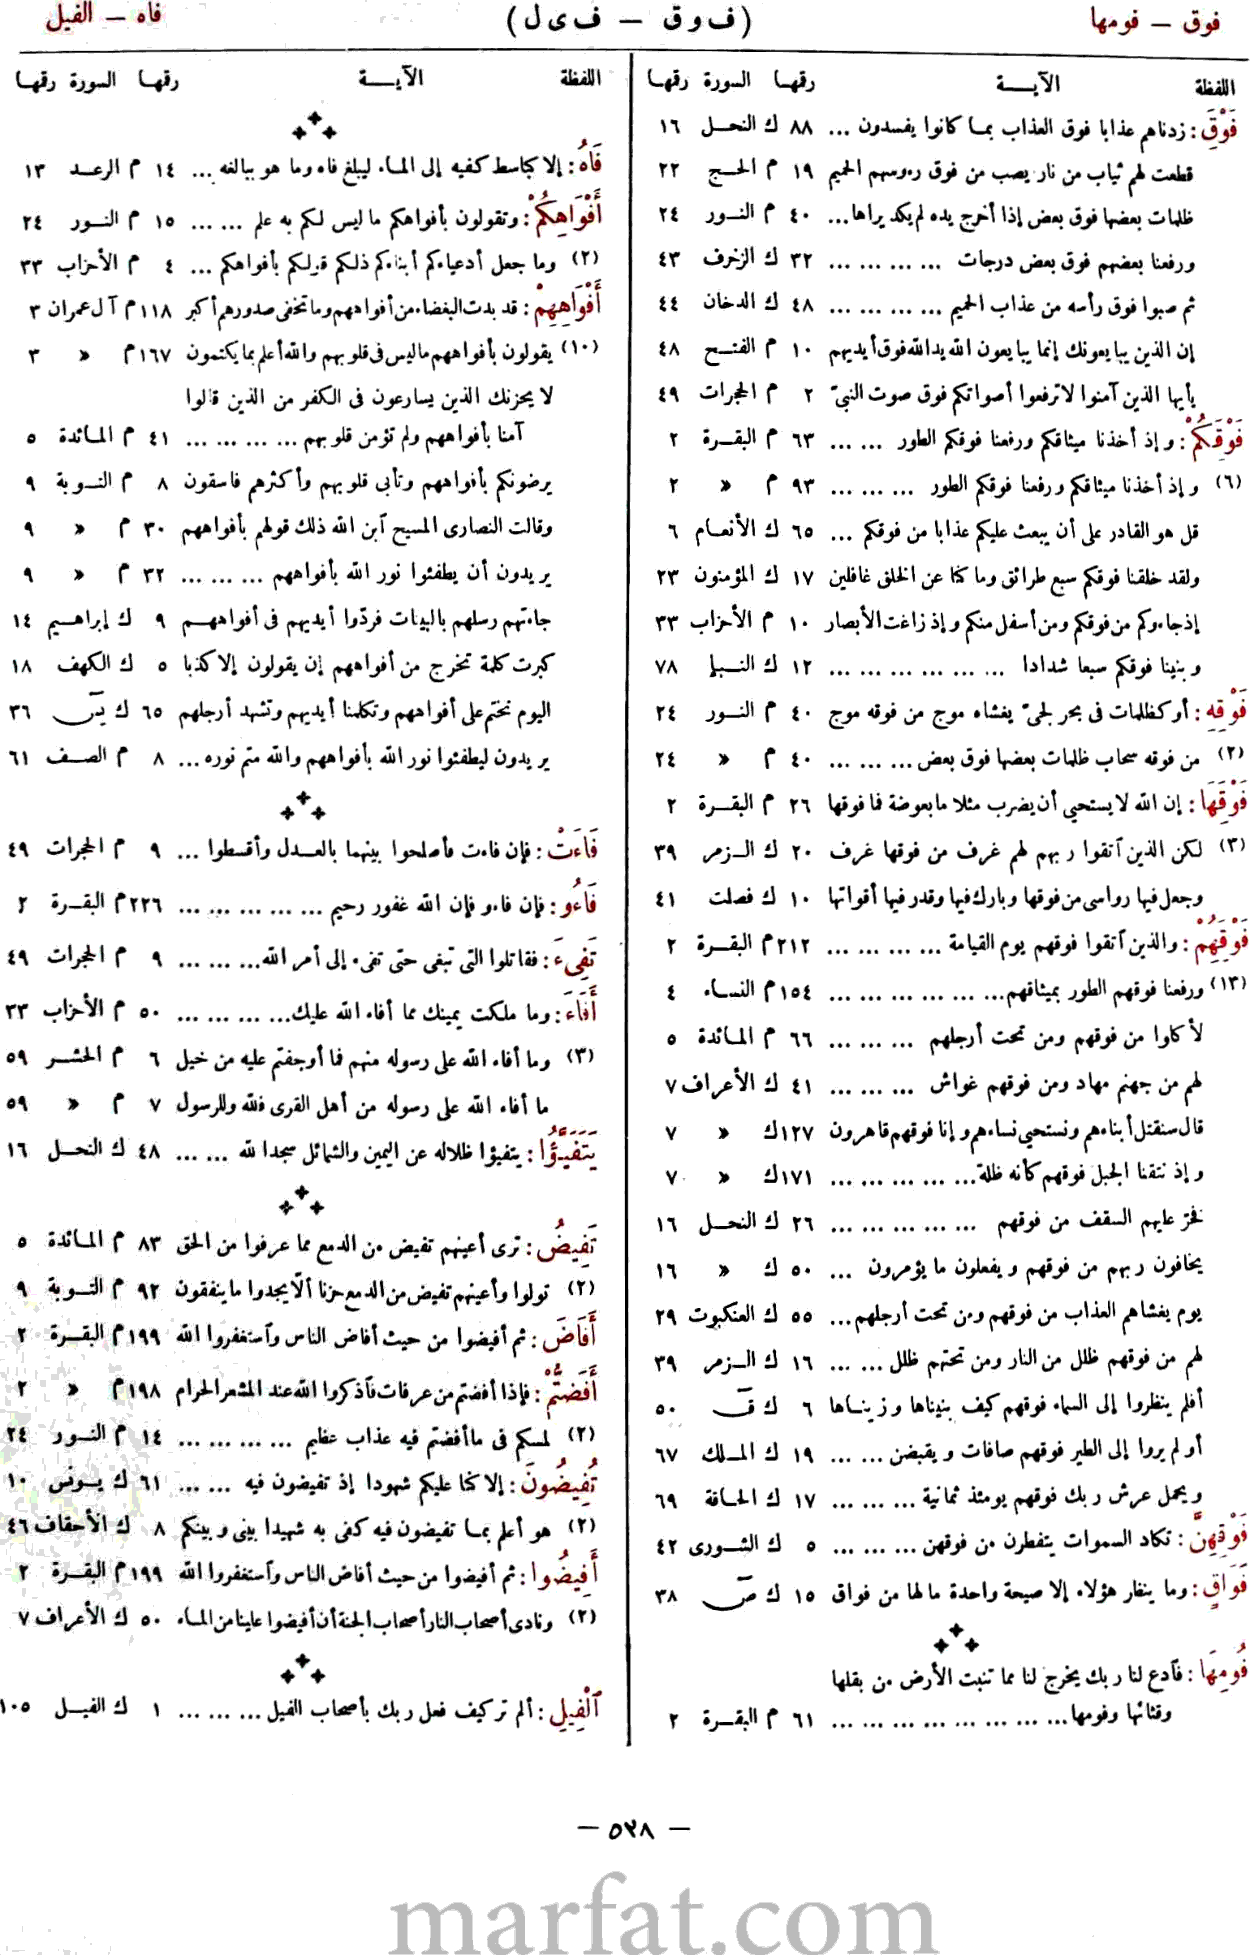 فوق — فومها
(ف و ق — ف ى ل)
فاه — الفيل
اللفظة الآيــة رقمها السورة رقمها
فَوْقَ: زدناهم عذابا فوق العذاب بما كانوا يفسدون ... ٨٨ ك النحل ١٦
قطعت لهم ثياب من نار يصب من فوق رءوسهم الحميم ١٩ م الحج ٢٢
ظلمات بعضها فوق بعض إذا أخرج يده لم يكد يراها... ٤٠ م النور ٢٤
ورفعنا بعضهم فوق بعض درجات ... ... ... ... ٣٢ ك الزخرف ٤٣
ثم صبوا فوق رأسه من عذاب الحميم ... ... ... ... ٤٨ ك الدخان ٤٤
إن الذين يبايعونك إنما يبايعون الله يد الله فوق أيديهم ١٠ م الفتح ٤٨
يأيها الذين آمنوا لا ترفعوا أصواتكم فوق صوت النبىّ ٢ م الحجرات ٤٩
فَوْقَكُمْ: وإذ أخذنا ميثاقكم ورفعنا فوقكم الطور ... ... ٦٣ م البقرة ٢
(٦) وإذ أخذنا ميثاقكم ورفعنا فوقكم الطور ... ... ... ٩٣ م « ٢
قل هو القادر على أن يبعث عليكم عذابا من فوقكم ... ٦٥ ك الأنعام ٦
ولقد خلقنا فوقكم سبع طرائق وما كنا عن الخلق غافلين ١٧ ك المؤمنون ٢٣
إذ جاءوكم من فوقكم ومن أسفل منكم وإذ زاغت الأبصار ١٠ م الأحزاب ٣٣
وبنينا فوقكم سبعا شدادا ... ... ... ... ... ... ١٢ ك النبإ ٧٨
فَوْقِهِ: أو كظلمات فى بحر لجىّ يغشاه موج من فوقه موج ٤٠ م النور ٢٤
(٢) من فوقه سحاب ظلمات بعضها فوق بعض ... ... ... ٤٠ م « ٢٤
فَوْقَهَا: إن الله لا يستحيى أن يضرب مثلا ما بعوضة فما فوقها ٢٦ م البقرة ٢
(٣) لكن الذين ٱتقوا ربهم لهم غرف من فوقها غرف ٢٠ ك الزمر ٣٩
وجعل فيها رواسى من فوقها وبارك فيها وقدر فيها أقواتها ١٠ ك فصلت ٤١
فَوْقَهُمْ: والذين ٱتقوا فوقهم يوم القيامة ... ... ... ... ٢١٢ م البقرة ٢
(١٣) ورفعنا فوقهم الطور بميثاقهم... ... ... ... ... ... ١٥٤ م النساء ٤
لأكلوا من فوقهم ومن تحت أرجلهم ... ... ... ٦٦ م المائدة ٥
لهم من جهنم مهاد ومن فوقهم غواش ... ... ... ٤١ ك الأعراف ٧
قال سنقتل أبناءهم ونستحيى نساءهم وإنا فوقهم قاهرون ١٢٧ ك « ٧
وإذ نتقنا الجبل فوقهم كأنه ظلة... ... ... ... ... ١٧١ ك « ٧
فخرّ عليهم السقف من فوقهم ... ... ... ... ... ٢٦ ك النحل ١٦
يخافون ربهم من فوقهم ويفعلون ما يؤمرون ... ٥٠ ك « ١٦
يوم يغشاهم العذاب من فوقهم ومن تحت أرجلهم... ٥٥ ك العنكبوت ٢٩
لهم من فوقهم ظلل من النار ومن تحتهم ظلل ... ... ١٦ ك الزمر ٣٩
أفلم ينظروا إلى السماء فوقهم كيف بنيناها وزيناها ٦ ك قٓ ٥٠
أولم يروا إلى الطير فوقهم صافات ويقبضن ... ... ١٩ ك الملك ٦٧
ويحمل عرش ربك فوقهم يومئذ ثمانية ... ... ... ١٧ ك الحاقة ٦٩
فَوْقِهِنَّ: تكاد السموات يتفطرن من فوقهن ... ... ... ٥ ك الشورى ٤٢
فَوَاقٍ: وما ينظر هؤلاء إلا صيحة واحدة ما لها من فواق ١٥ ك صٓ ٣٨
فُومِهَا: فٱدع لنا ربك يخرج لنا مما تنبت الأرض من بقلها
وقثائها وفومها... ... ... ... ... ... ... ... ٦١ م البقرة ٢
اللفظة الآيــة رقمها السورة رقمها
فَاهُ: إلا كباسط كفيه إلى الماء ليبلغ فاه وما هو ببالغه ... ١٤ م الرعد ١٣
أَفْوَاهِكُمْ: وتقولون بأفواهكم ما ليس لكم به علم ... ... ١٥ م النور ٢٤
(٢) وما جعل أدعياءكم أبناءكم ذلكم قولكم بأفواهكم ... ٤ م الأحزاب ٣٣
أَفْوَاهِهِمْ: قد بدت البغضاء من أفواههم وما تخفى صدورهم أكبر ١١٨ م آل عمران ٣
(١٠) يقولون بأفواههم ما ليس فى قلوبهم والله أعلم بما يكتمون ١٦٧ م « ٣
لا يحزنك الذين يسارعون فى الكفر من الذين قالوا
آمنا بأفواههم ولم تؤمن قلوبهم ... ... ... ... ٤١ م المائدة ٥
يرضونكم بأفواههم وتأبى قلوبهم وأكثرهم فاسقون ٨ م التوبة ٩
وقالت النصارى المسيح ٱبن الله ذلك قولهم بأفواههم ٣٠ م « ٩
يريدون أن يطفئوا نور الله بأفواههم ... ... ... ٣٢ م « ٩
جاءتهم رسلهم بالبينات فردّوا أيديهم فى أفواههم ٩ ك إبراهيم ١٤
كبرت كلمة تخرج من أفواههم إن يقولون إلا كذبا ٥ ك الكهف ١٨
اليوم نختم على أفواههم وتكلمنا أيديهم وتشهد أرجلهم ٦٥ ك يسٓ ٣٦
يريدون ليطفئوا نور الله بأفواههم والله متم نوره ... ٨ م الصف ٦١
فَاءَتْ: فإن فاءت فأصلحوا بينهما بالعدل وأقسطوا ... ٩ م الحجرات ٤٩
فَاءُو: فإن فاءو فإن الله غفور رحيم ... ... ... ... ... ٢٢٦ م البقرة ٢
تَفِىءَ: فقاتلوا التى تبغى حتى تفىء إلى أمر الله... ... ... ٩ م الحجرات ٤٩
أَفَاءَ: وما ملكت يمينك مما أفاء الله عليك... ... ... ... ٥٠ م الأحزاب ٣٣
(٣) وما أفاء الله على رسوله منهم فما أوجفتم عليه من خيل ٦ م الحشر ٥٩
ما أفاء الله على رسوله من أهل القرى فلله وللرسول ٧ م « ٥٩
يَتَفَيَّؤُا: يتفيؤا ظلاله عن اليمين والشمائل سجدا لله ... ... ٤٨ ك النحل ١٦
تَفِيضُ: ترى أعينهم تفيض من الدمع مما عرفوا من الحق ٨٣ م المائدة ٥
(٢) تولوا وأعينهم تفيض من الدمع حزنا ألّا يجدوا ما ينفقون ٩٢ م التوبة ٩
أَفَاضَ: ثم أفيضوا من حيث أفاض الناس وٱستغفروا الله ١٩٩ م البقرة ٢
أَفَضْتُمْ: فإذا أفضتم من عرفات فٱذكروا الله عند المشعر الحرام ١٩٨ م « ٢
(٢) لمسكم فى ما أفضتم فيه عذاب عظيم ... ... ... ... ١٤ م النور ٢٤
تُفِيضُونَ: إلا كنا عليكم شهودا إذ تفيضون فيه ... ... ٦١ ك يونس ١٠
(٢) هو أعلم بما تفيضون فيه كفى به شهيدا بينى وبينكم ٨ ك الأحقاف ٤٦
أَفِيضُوا: ثم أفيضوا من حيث أفاض الناس وٱستغفروا الله ١٩٩ م البقرة ٢
(٢) ونادى أصحاب النار أصحاب الجنة أن أفيضوا علينا من الماء ٥٠ ك الأعراف ٧
ٱلْفِيلِ: ألم تر كيف فعل ربك بأصحاب الفيل ... ... ... ١ ك الفيل ١٠٥
— ٥٣٨ —
marfat.com